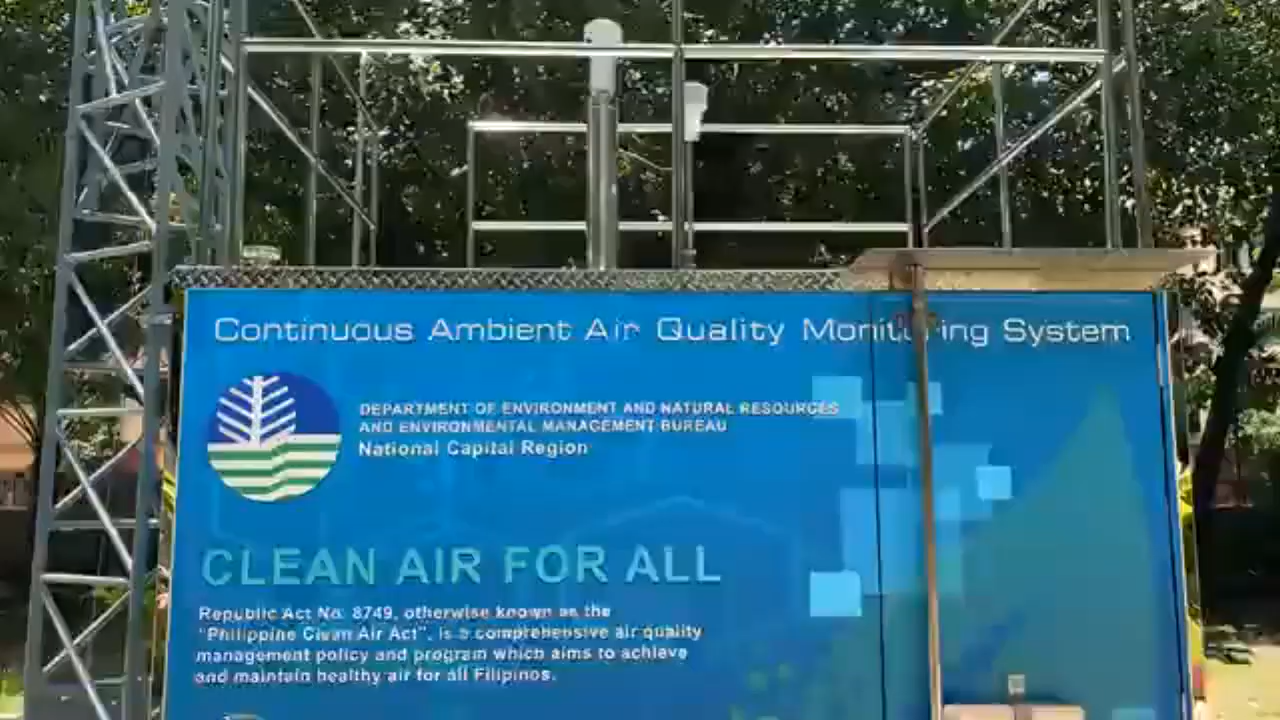 Continuous Ambient Air Quality Monitoring System
DEPARTMENT OF ENVIRONMENT AND NATURAL RESOURCES
AND ENVIRONMENTAL MANAGEMENT BUREAU
National Capital Region
CLEAN AIR FOR ALL
Republic Act No. 8749, otherwise known as the
"Philippine Clean Air Act", is a comprehensive air quality
management policy and program which aims to achieve
and maintain healthy air for all Filipinos.